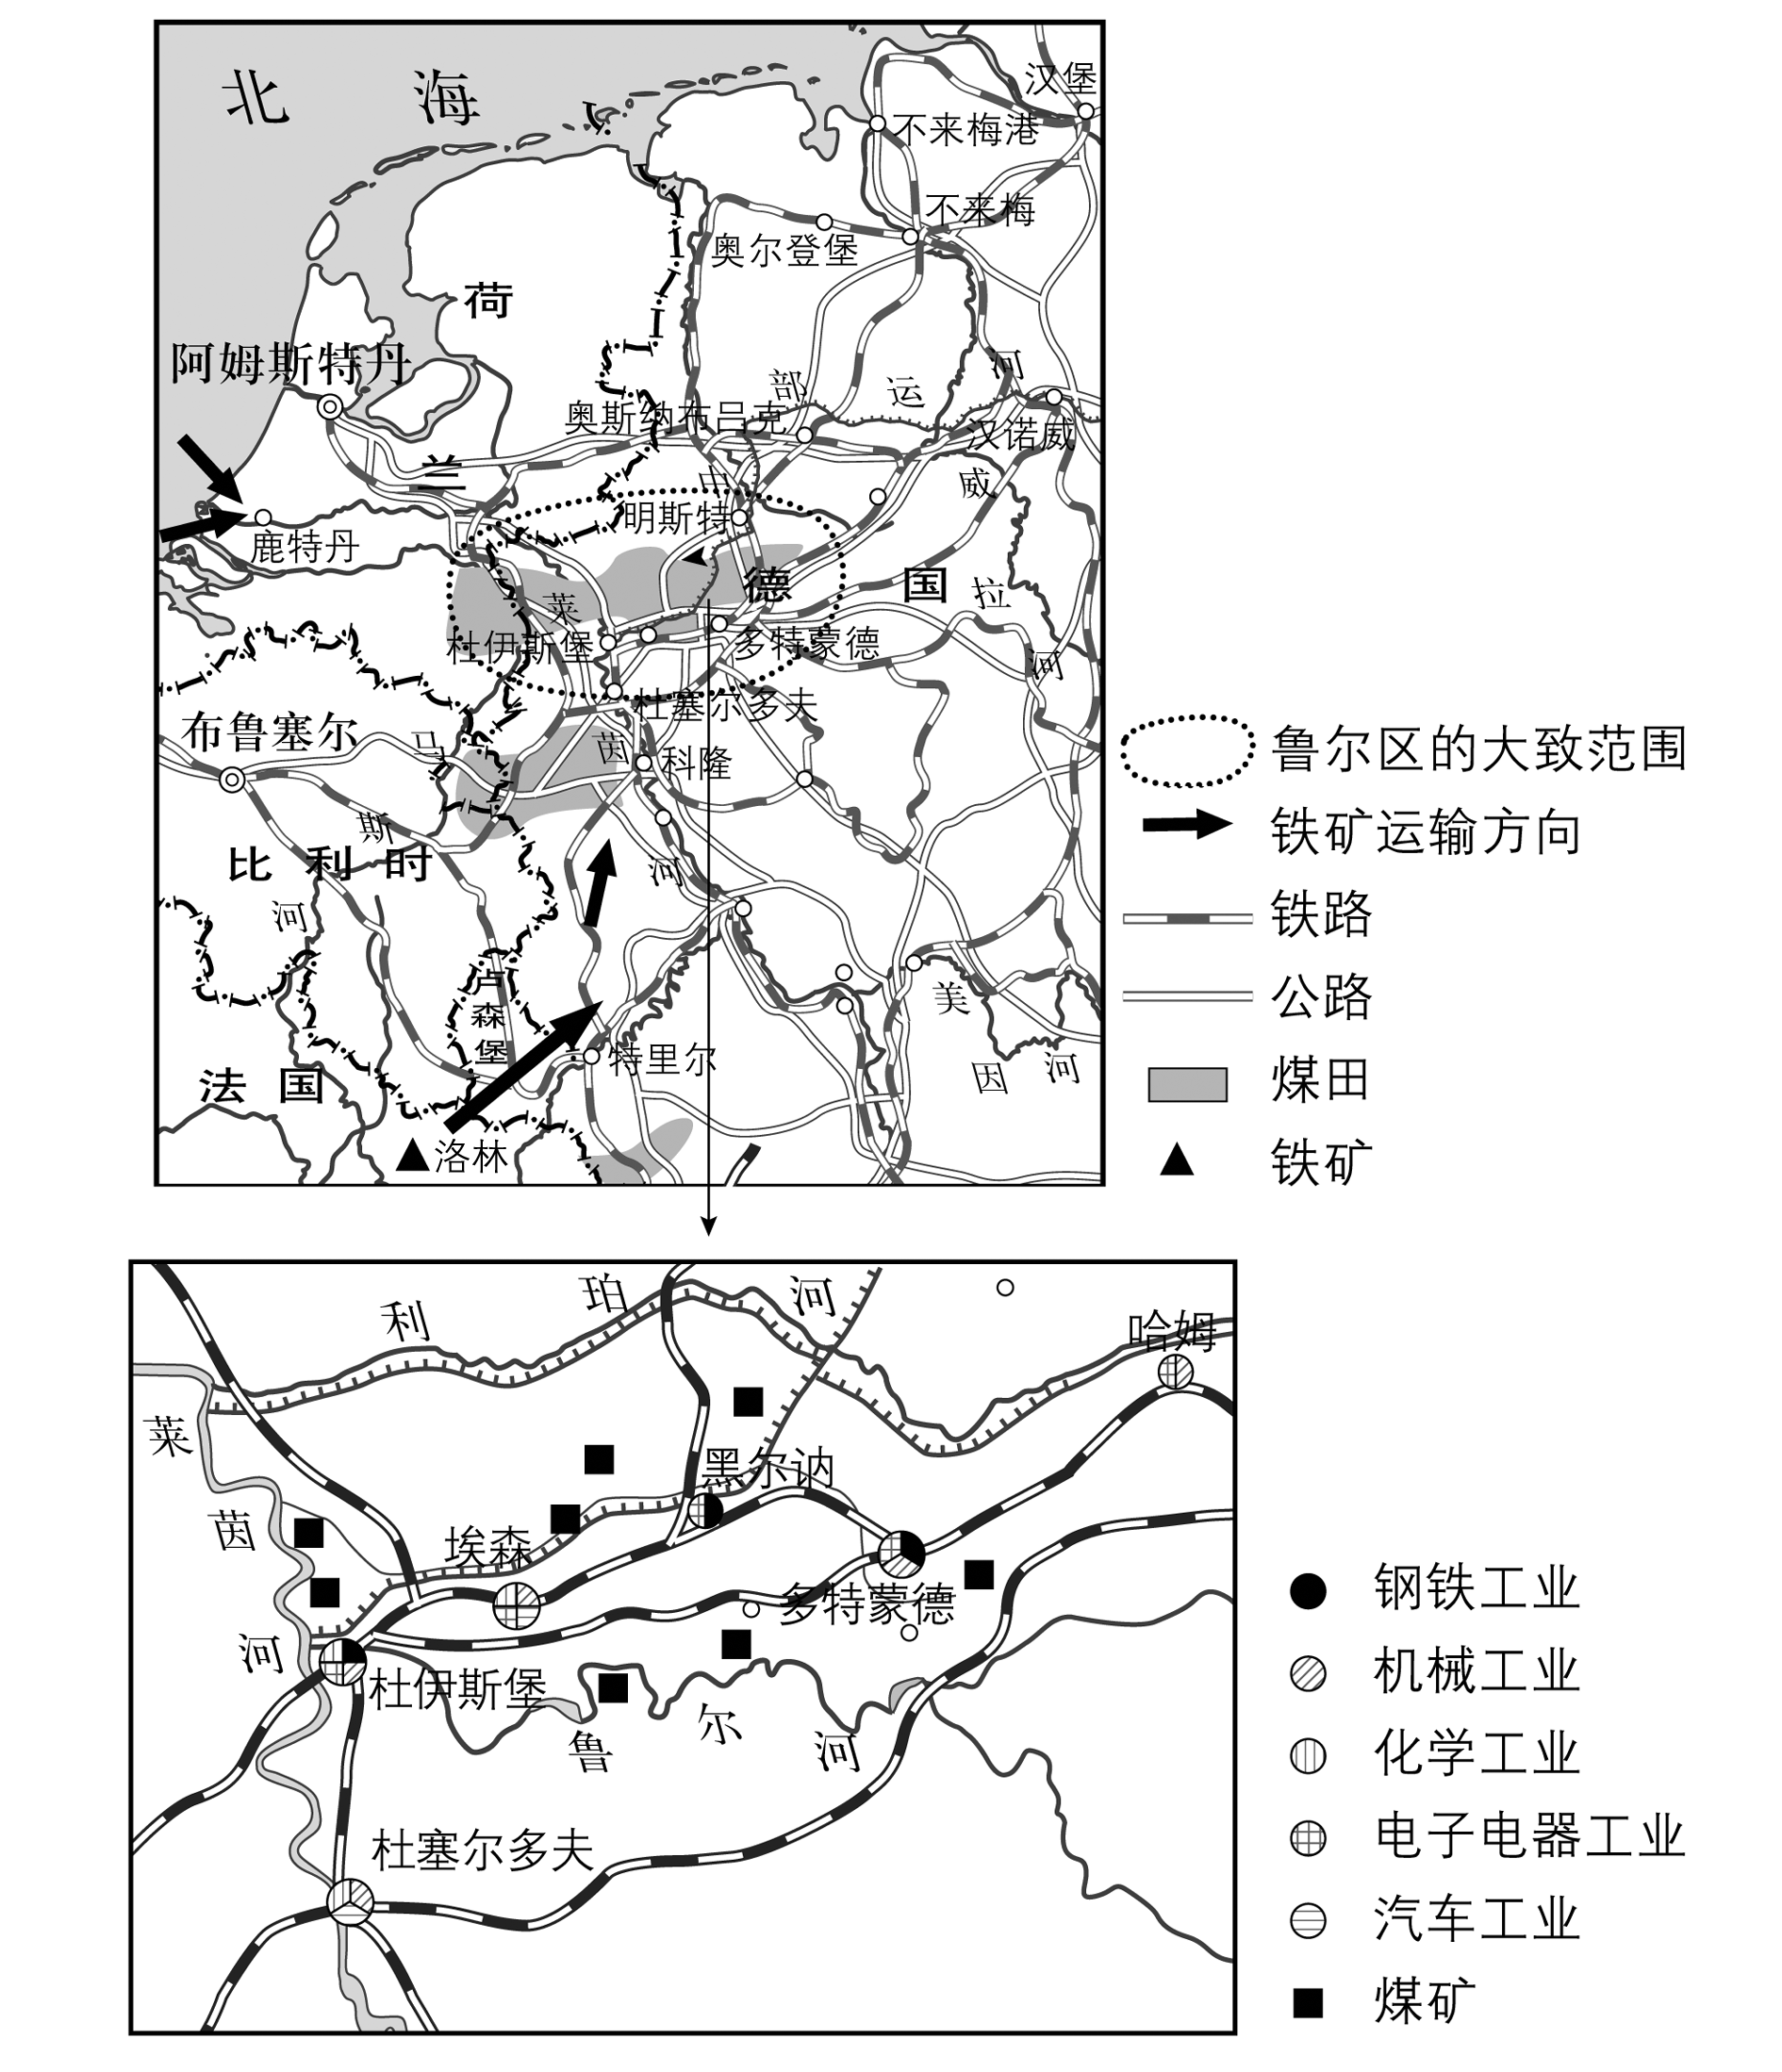 北 海
汉堡
不来梅港
不来梅
奥尔登堡
荷
阿姆斯特丹
部 运 河
奥斯纳布吕克
汉诺威
兰
中
威
明斯特
鹿特丹
德 国
拉
莱
杜伊斯堡
多特蒙德
河
杜塞尔多夫
布鲁塞尔
马
茵
科隆
斯
比利时
河
河
卢森堡
美
特里尔
因 河
法国
洛林
鲁尔区的大致范围
铁矿运输方向
铁路
公路
煤田
铁矿
利 珀 河
哈姆
莱
黑尔讷
茵
埃森
多特蒙德
河
杜伊斯堡
鲁 尔 河
杜塞尔多夫
钢铁工业
机械工业
化学工业
电子电器工业
汽车工业
煤矿